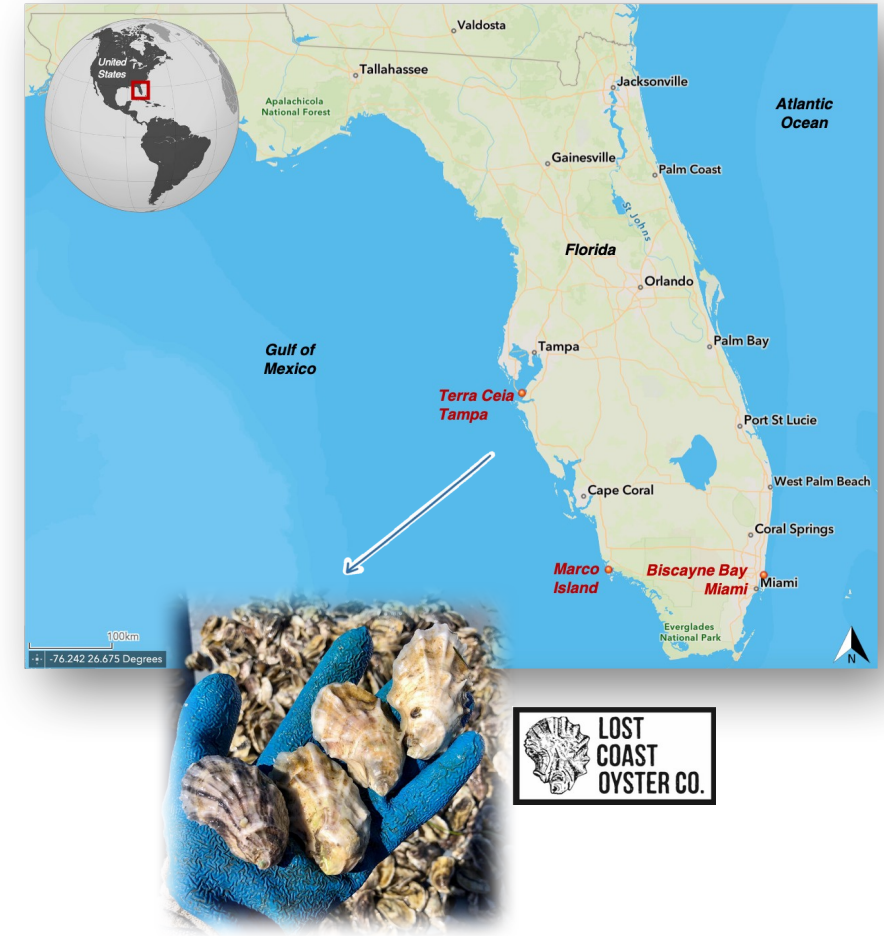 Valdosta
United
States
Tallahassee
Jacksonville
Apalachicola
National Forest
Atlantic
Ocean
Gainesville
Palm Coast
St Johns
Florida
Orlando
Gulf of
Mexico
Tampa
Palm Bay
Terra Ceia
Tampa
Port St Lucie
West Palm Beach
Cape Coral
Coral Springs
Marco
Island
Biscayne Bay
Miami
Miami
Everglades
National Park
100km
-76.242 26.675 Degrees
N
LOST
COAST
OYSTER CO.